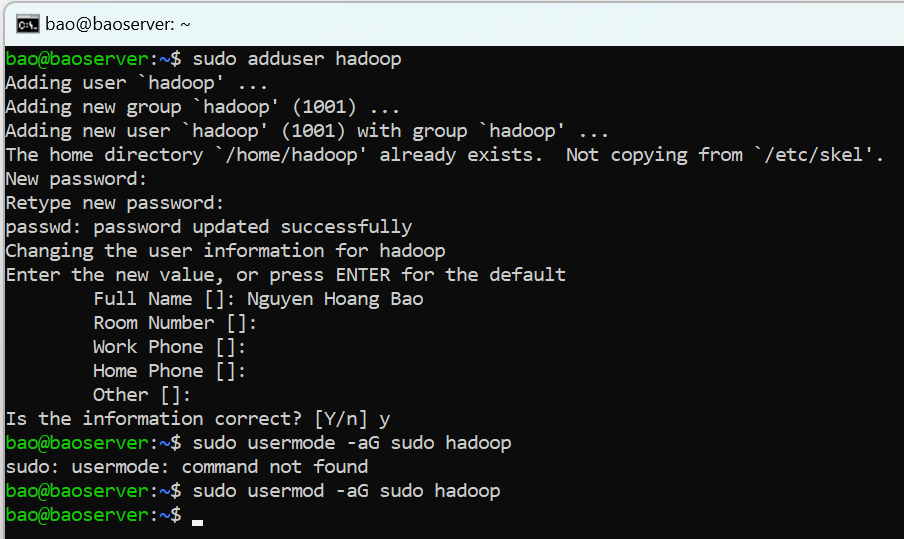 bao@baoserver: ~
bao@baoserver:~$ sudo adduser hadoop
Adding user `hadoop' ...
Adding new group `hadoop' (1001) ...
Adding new user `hadoop' (1001) with group `hadoop' ...
The home directory `/home/hadoop' already exists.  Not copying from `/etc/skel'.
New password:
Retype new password:
passwd: password updated successfully
Changing the user information for hadoop
Enter the new value, or press ENTER for the default
        Full Name []: Nguyen Hoang Bao
        Room Number []:
        Work Phone []:
        Home Phone []:
        Other []:
Is the information correct? [Y/n] y
bao@baoserver:~$ sudo usermode -aG sudo hadoop
sudo: usermode: command not found
bao@baoserver:~$ sudo usermod -aG sudo hadoop
bao@baoserver:~$